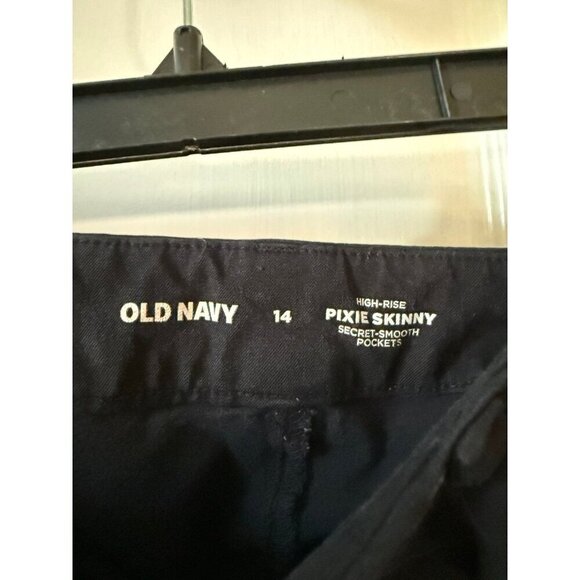 OLD NAVY 14
HIGH-RISE
PIXIE SKINNY
SECRET-SMOOTH
POCKETS